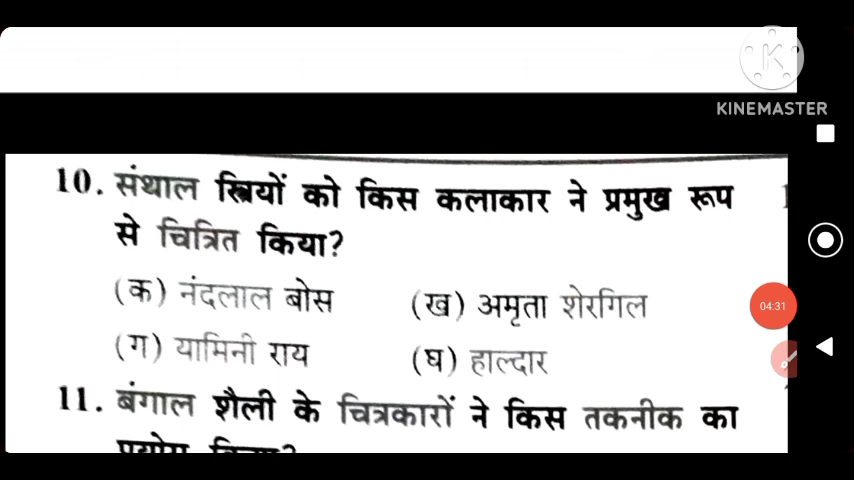 KINEMASTER
10. संथाल स्त्रियों को किस कलाकार ने प्रमुख रूप
से चित्रित किया?
(क) नंदलाल बोस (ख) अमृता शेरगिल
04:31
(ग) यामिनी राय (घ) हाल्दार
11. बंगाल शैली के चित्रकारों ने किस तकनीक का